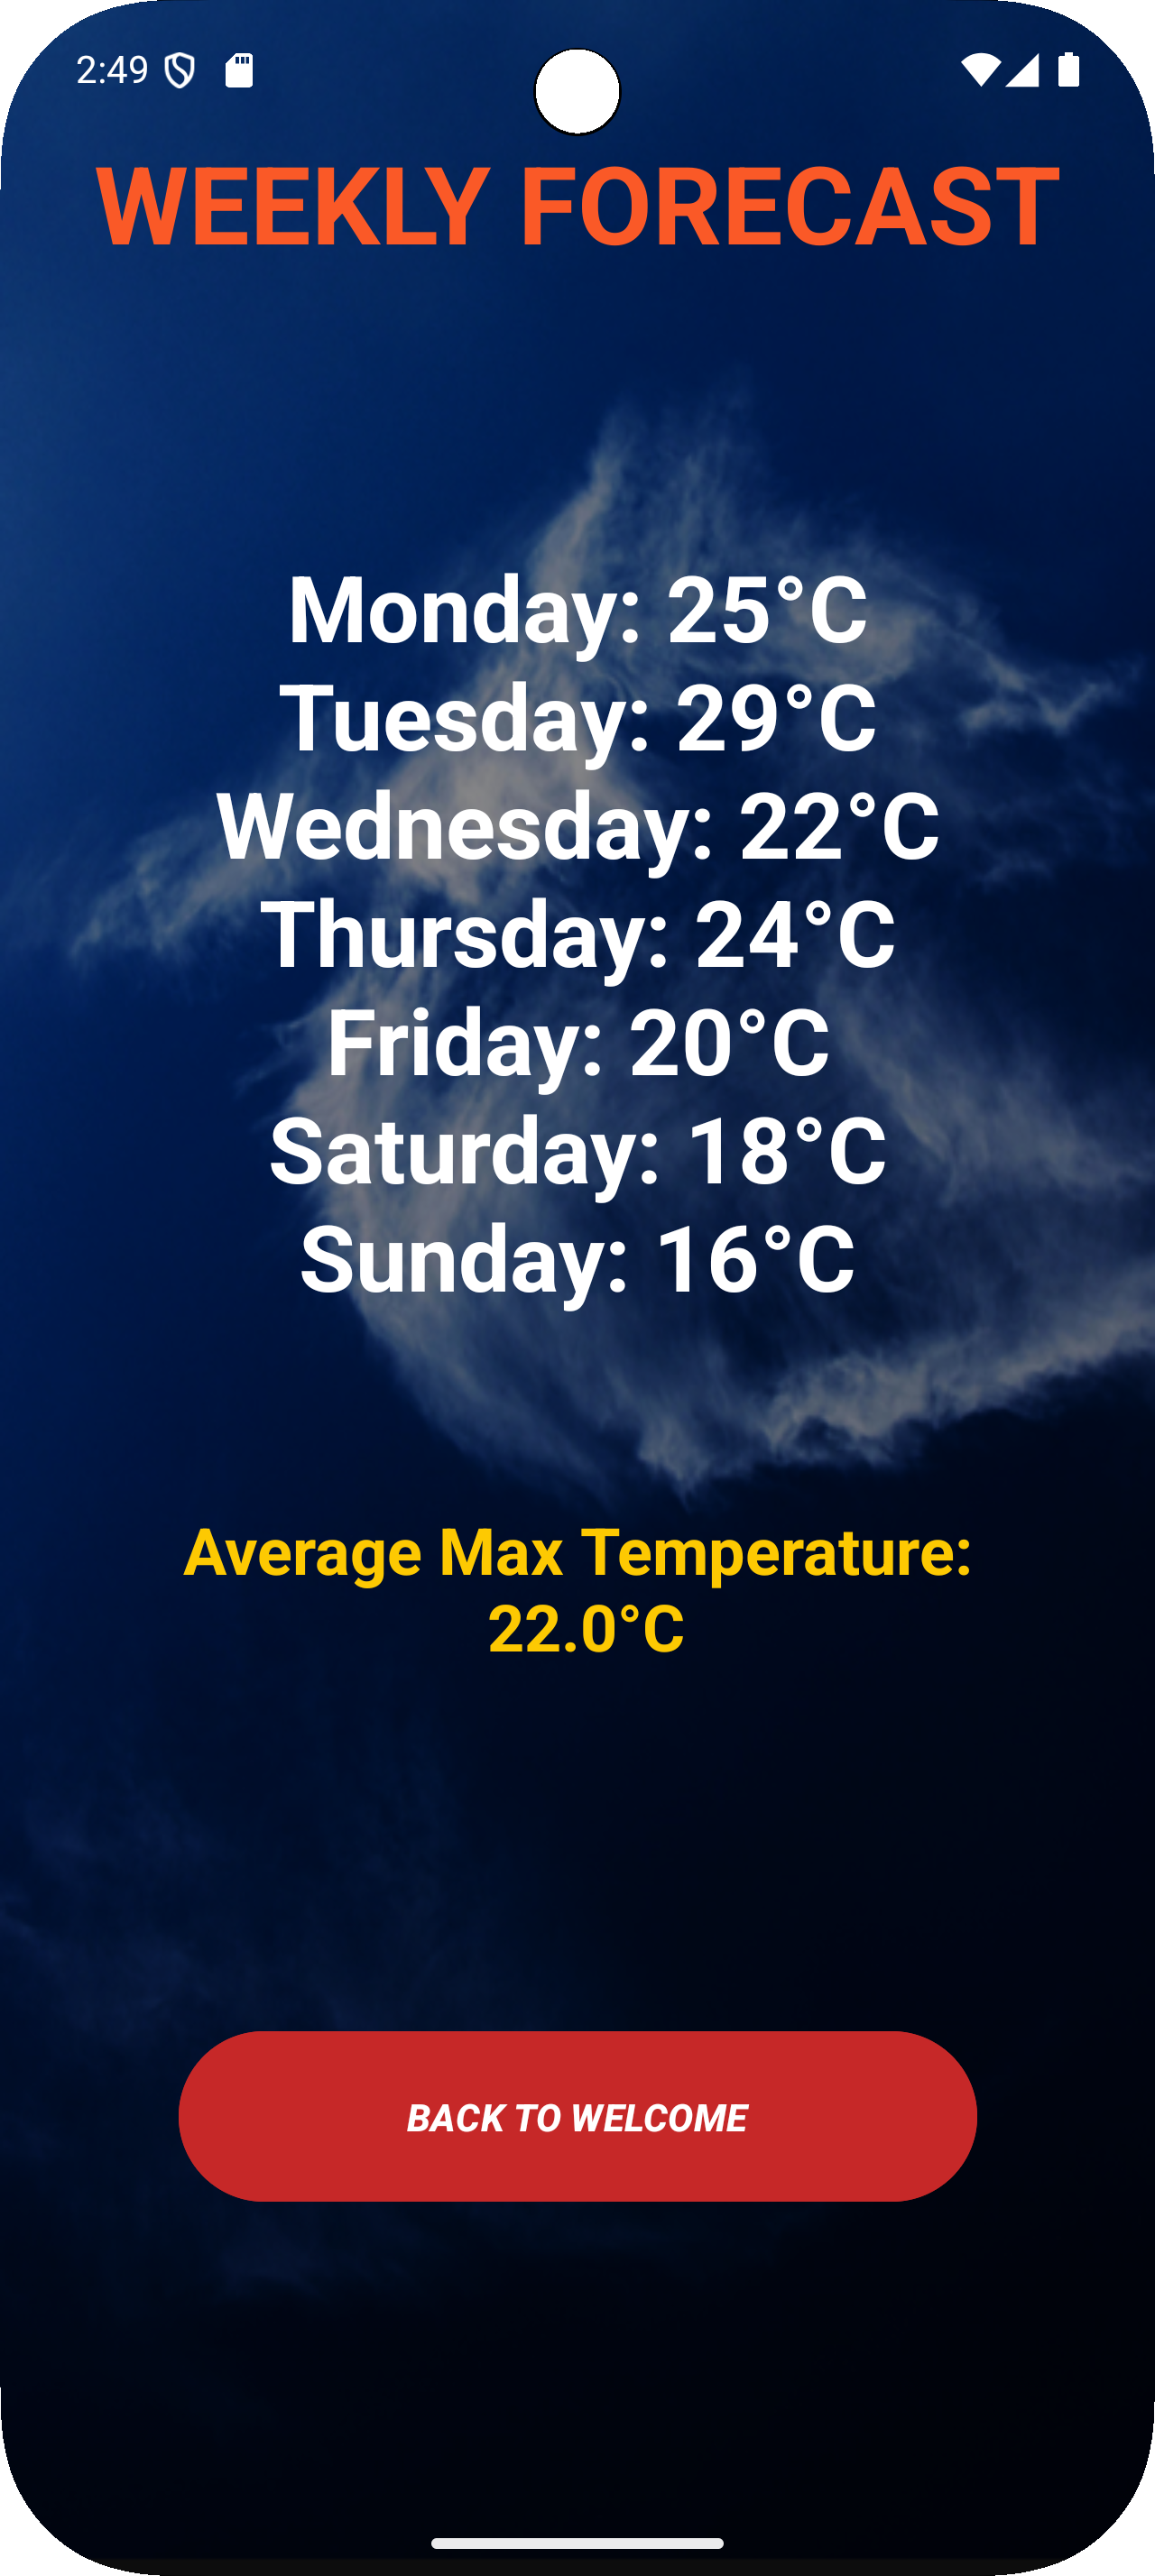 2:49
WEEKLY FORECAST
Monday: 25°C
Tuesday: 29°C
Wednesday: 22°C
Thursday: 24°C
Friday: 20°C
Saturday: 18°C
Sunday: 16°C
Average Max Temperature:
22.0°C
BACK TO WELCOME